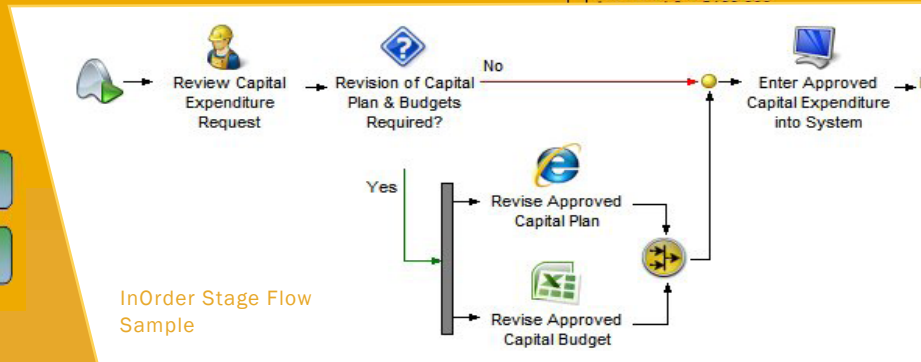 Review Capital
Expenditure
Request
Revision of Capital
Plan & Budgets
Required?
No
Enter Approved
Capital Expenditure
into System
Yes
Revise Approved
Capital Plan
Revise Approved
Capital Budget
InOrder Stage Flow
Sample